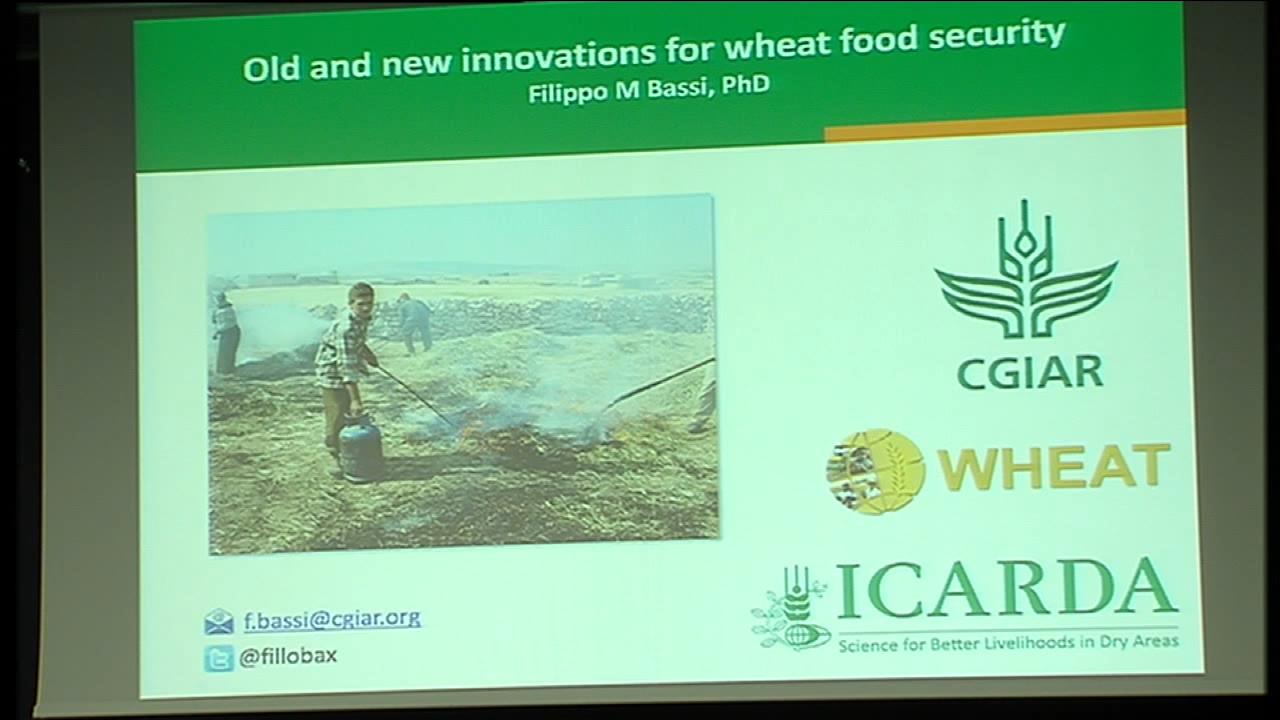 Old and new innovations for wheat food security
Filippo M Bassi, PhD
CGIAR
WHEAT
ICARDA
Science for Better Livelihoods in Dry Areas
f.bassi@cgiar.org
@fillobax